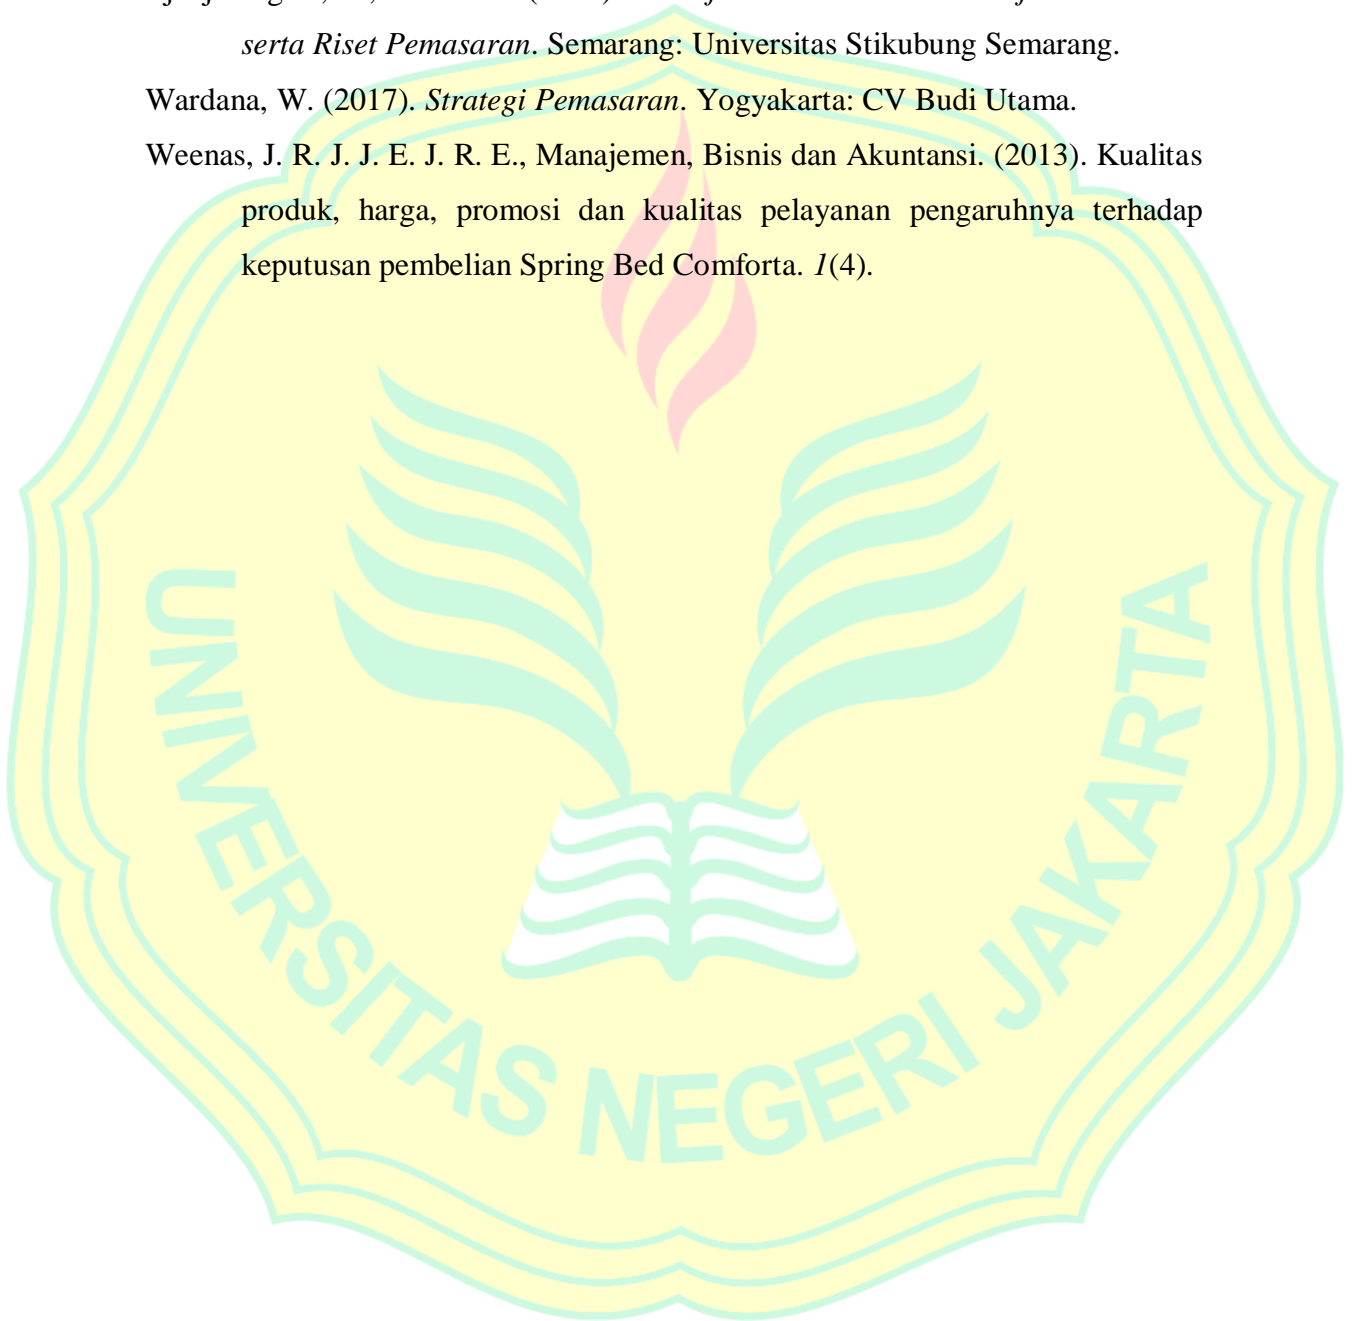 serta Riset Pemasaran. Semarang: Universitas Stikubung Semarang.
Wardana, W. (2017). Strategi Pemasaran. Yogyakarta: CV Budi Utama.
Weenas, J. R. J. J. E. J. R. E., Manajemen, Bisnis dan Akuntansi. (2013). Kualitas
produk, harga, promosi dan kualitas pelayanan pengaruhnya terhadap
keputusan pembelian Spring Bed Comforta. 1(4).
UNIVERSITAS NEGERI JAKARTA